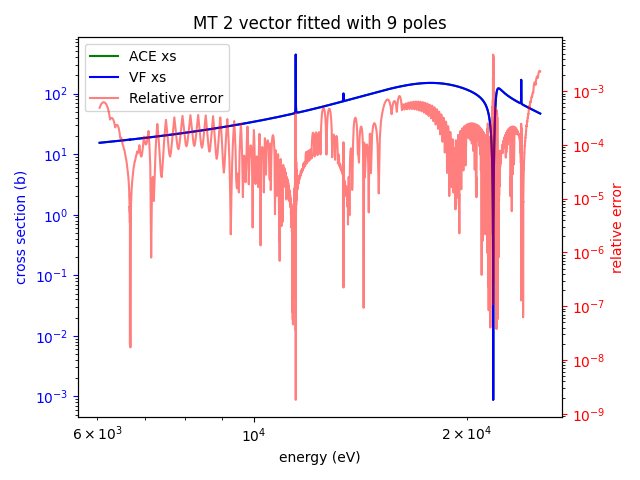 MT 2 vector fitted with 9 poles
ACE xs
VF xs
Relative error
cross section (b)
10²
10¹
10⁰
10⁻¹
10⁻²
10⁻³
10⁻³
10⁻⁴
10⁻⁵
10⁻⁶
10⁻⁷
10⁻⁸
10⁻⁹
relative error
6 × 10³
10⁴
2 × 10⁴
energy (eV)